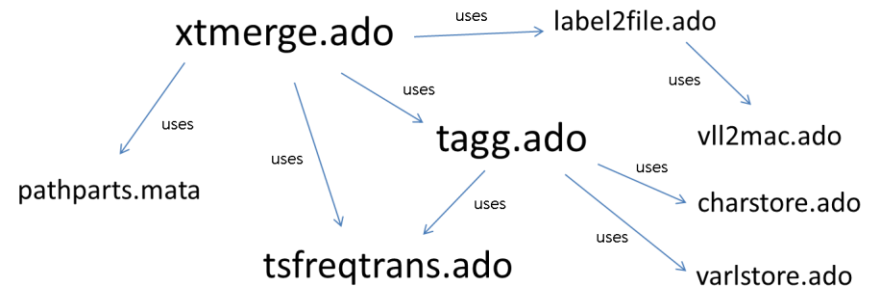 xtmerge.ado
uses
label2file.ado
uses
uses
uses
tagg.ado
vll2mac.ado
uses
uses
pathparts.mata
charstore.ado
uses
uses
tsfreqtrans.ado
varlstore.ado